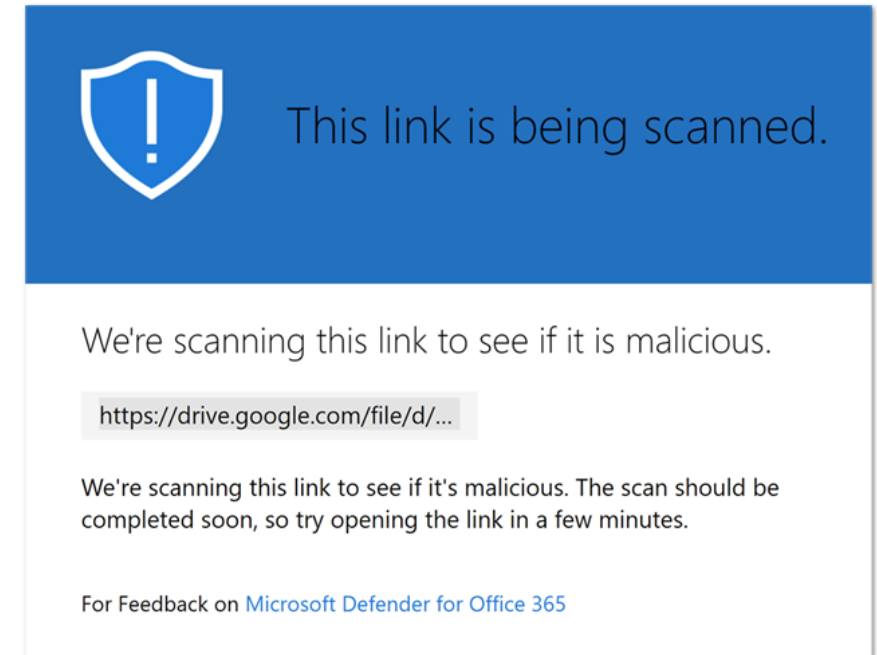 This link is being scanned.
We're scanning this link to see if it is malicious.
https://drive.google.com/file/d/...
We're scanning this link to see if it's malicious. The scan should be
completed soon, so try opening the link in a few minutes.
For Feedback on Microsoft Defender for Office 365